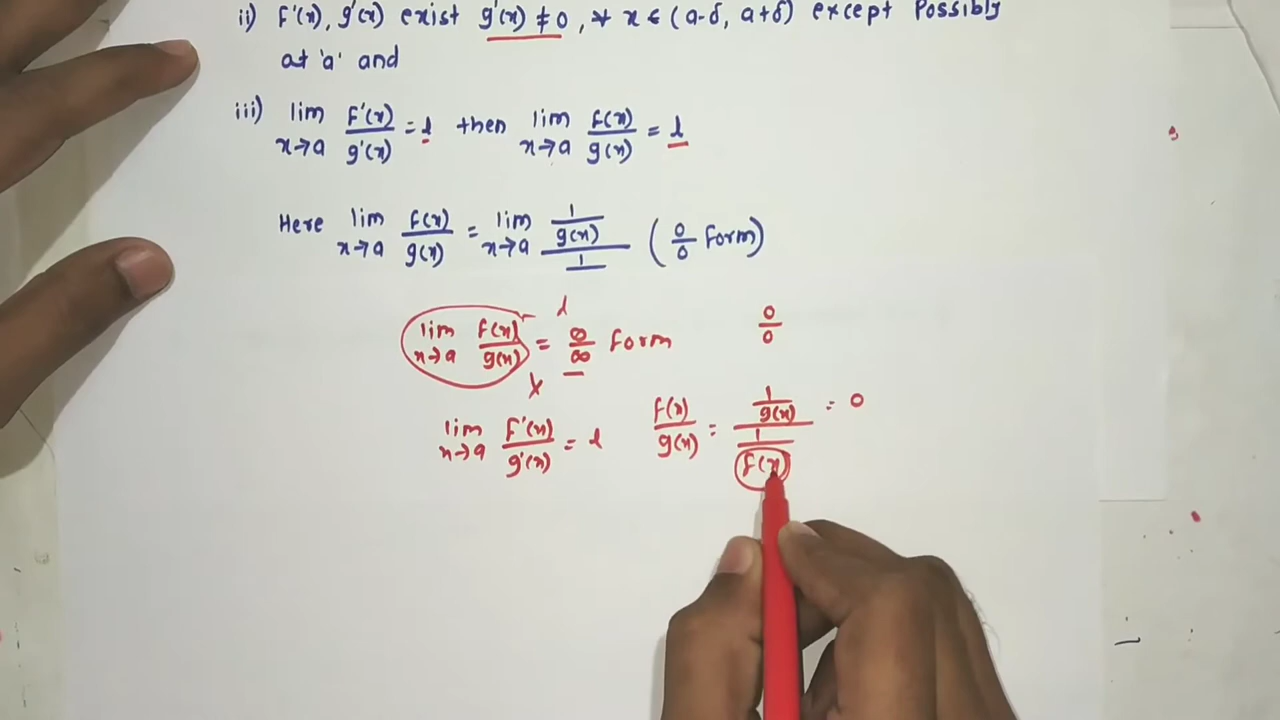 ii) F'(x), g'(x) exist g'(x) ≠ 0, ∀ x ∈ (a-δ, a+δ) except Possibly
at 'a' and
iii) lim x→a F'(x)/g'(x) = l then lim x→a F(x)/g(x) = l
Here lim x→a F(x)/g(x) = lim x→a (1/g(x))/(1/ ) (0/0 Form)
lim x→a F(x)/g(x) = ∞/∞ Form 0/0
lim x→a F'(x)/g'(x) = l F(x)/g(x) = (1/g(x))/(1/F(x)) = 0